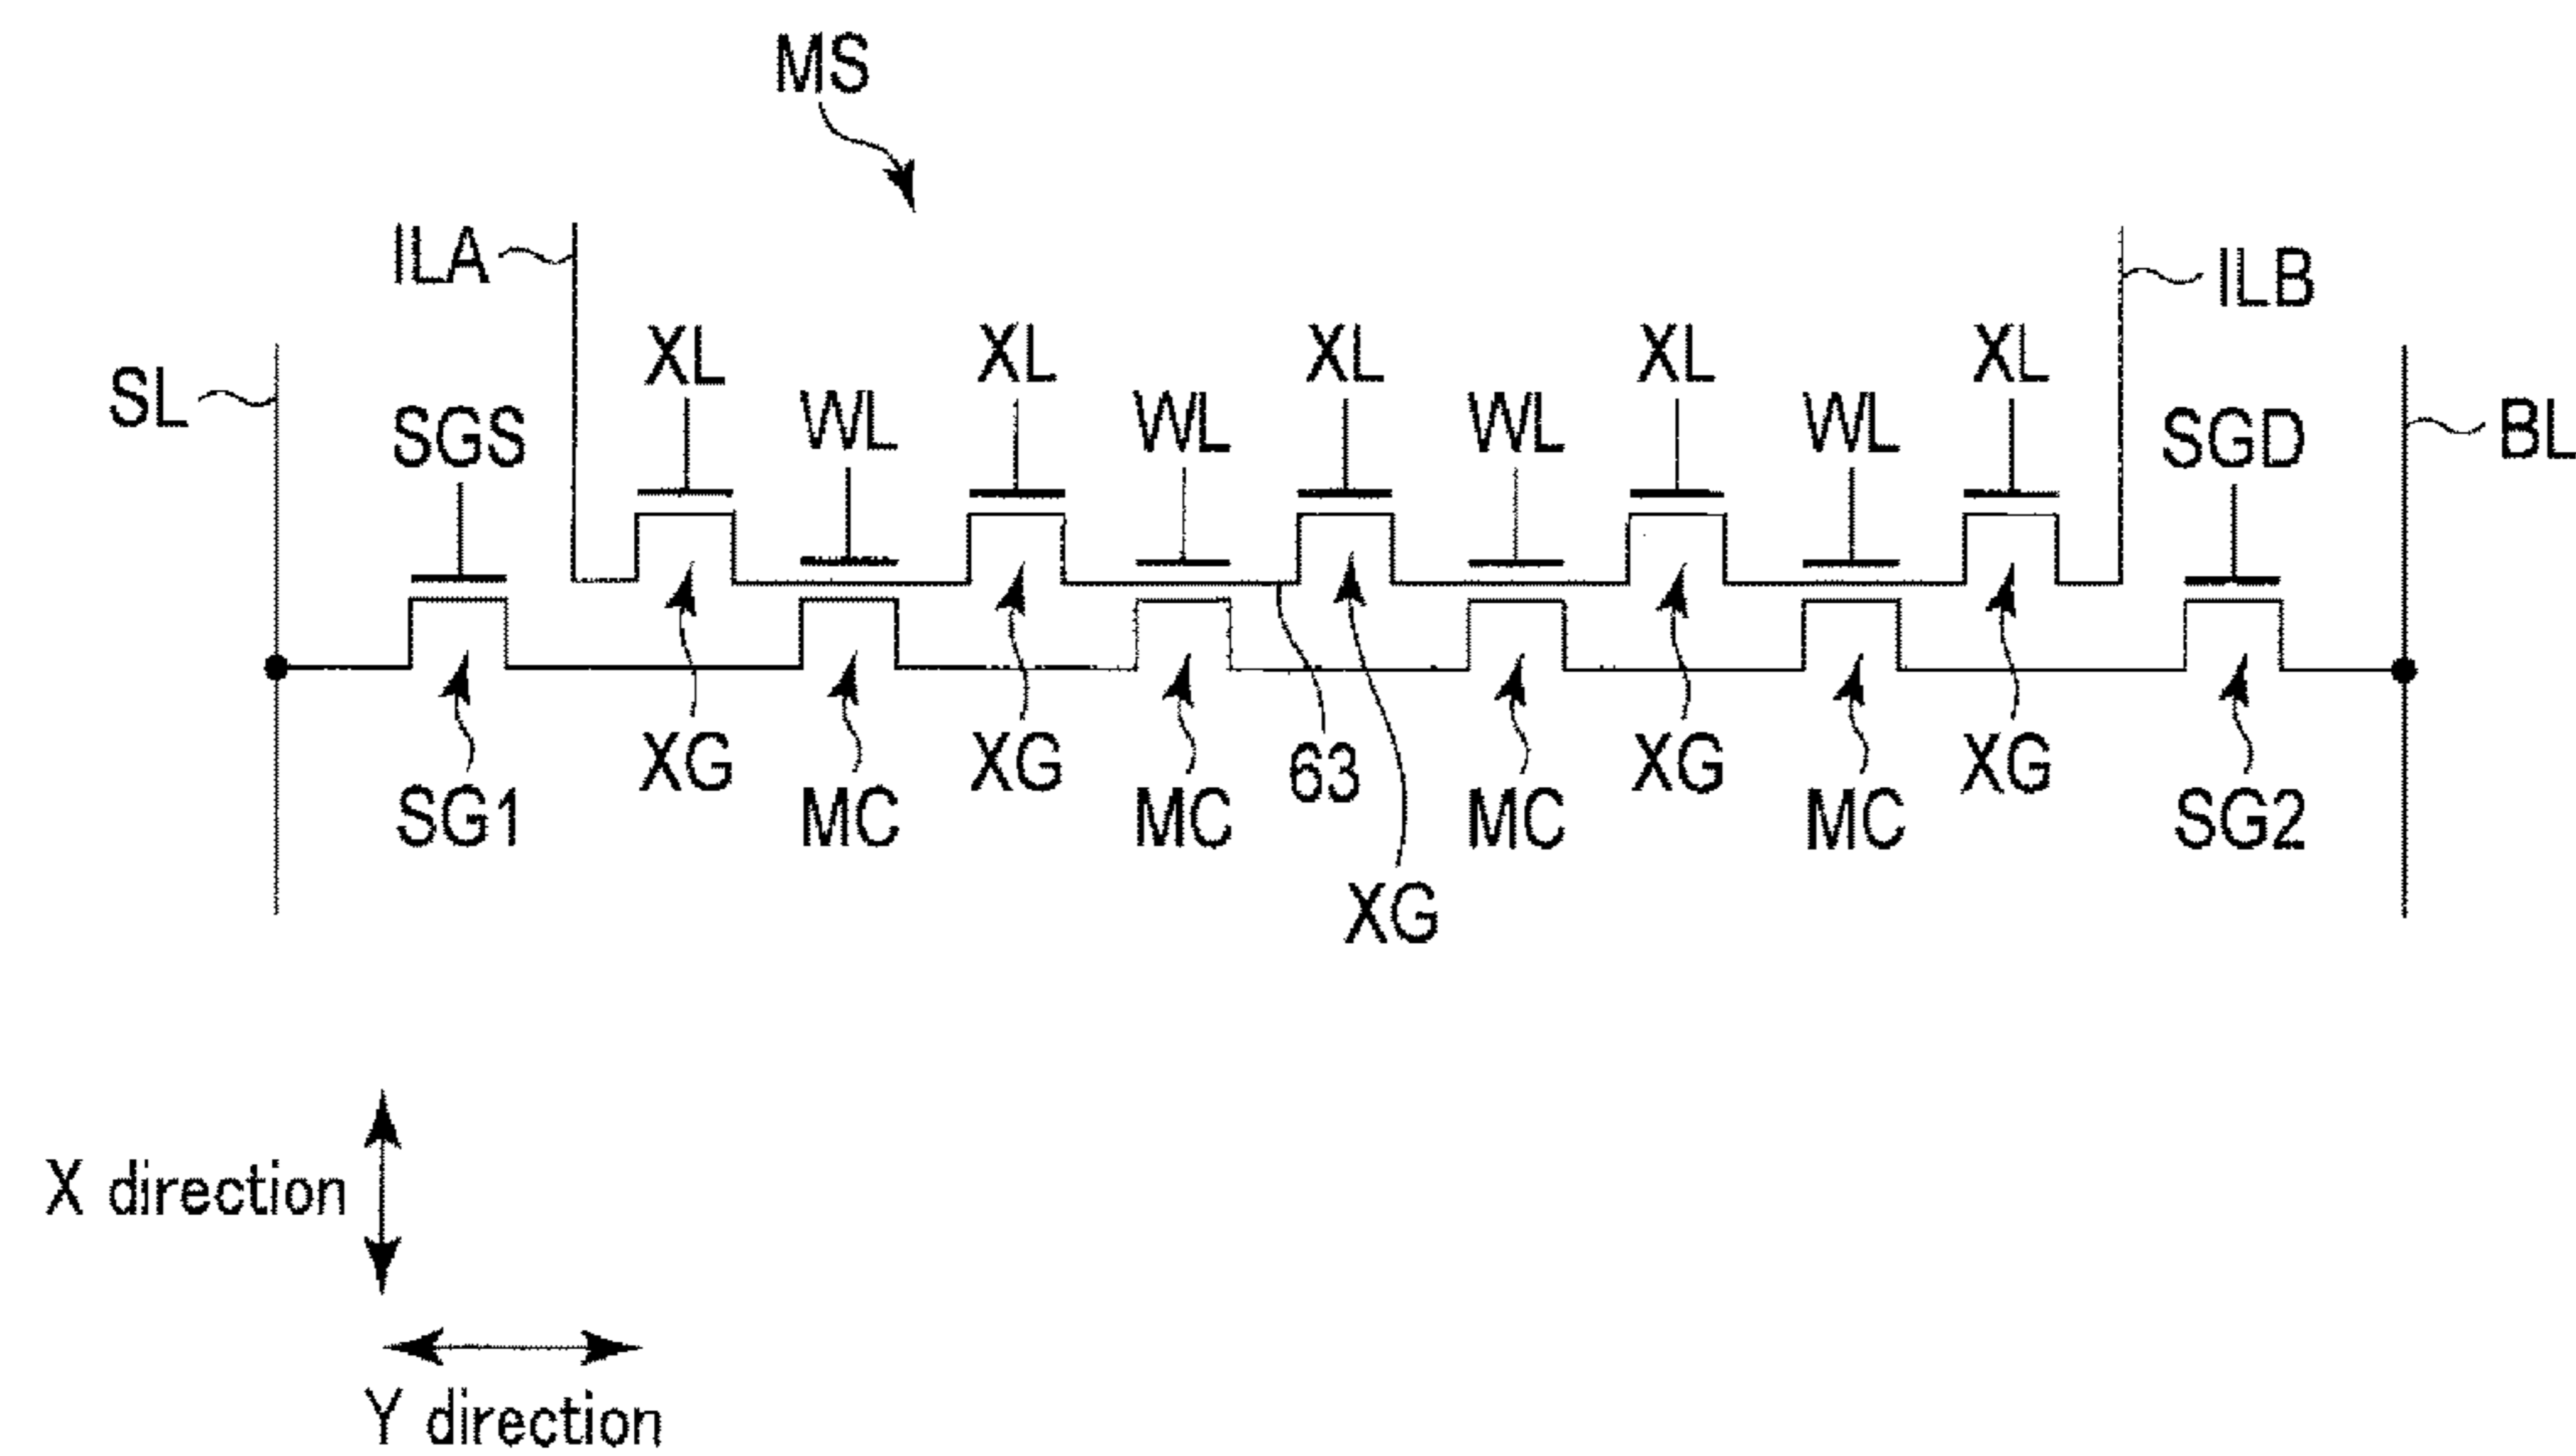 MS
ILA
ILB
XL XL XL XL XL
SL
SGS
WL WL WL WL
SGD
BL
XG XG 63 XG XG
SG1 MC MC MC MC SG2
XG
X direction
Y direction